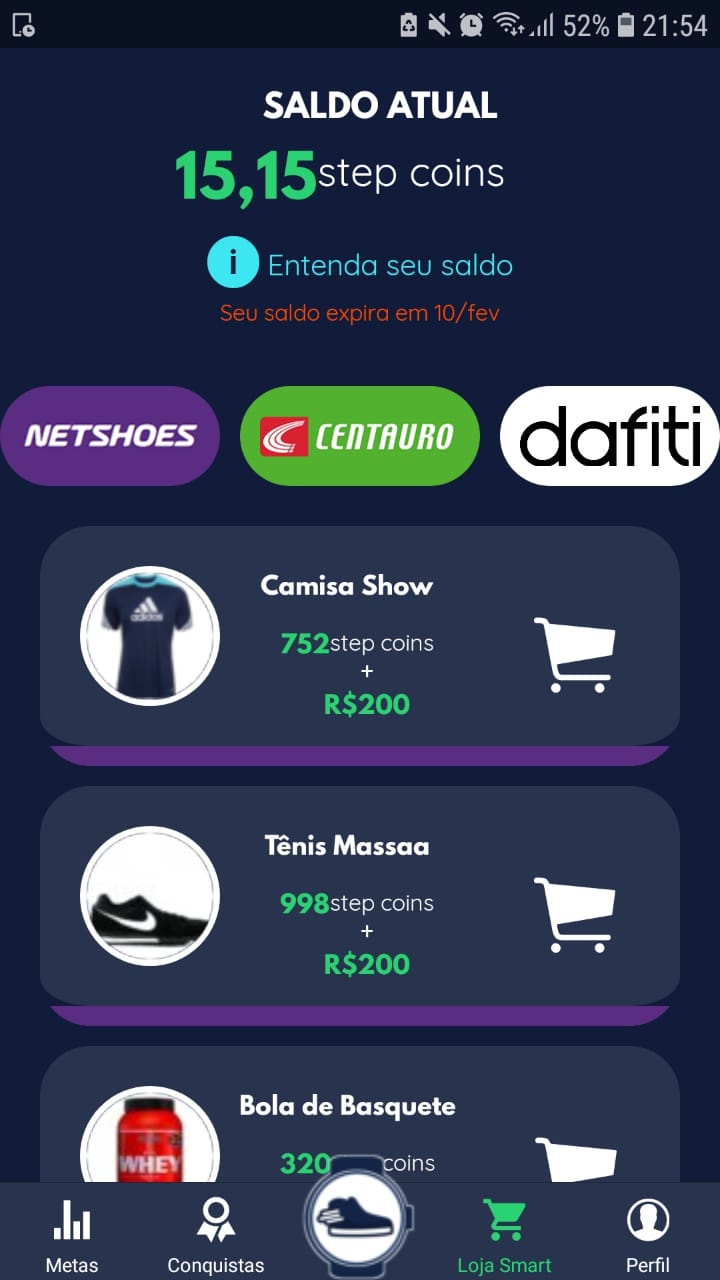 52% 21:54
SALDO ATUAL
15,15step coins
i Entenda seu saldo
Seu saldo expira em 10/fev
NETSHOES CENTAURO dafiti
Camisa Show
adidas
752step coins
+
R$200
Tênis Massaa
998step coins
+
R$200
Bola de Basquete
WHEY
320 coins
Metas Conquistas Loja Smart Perfil